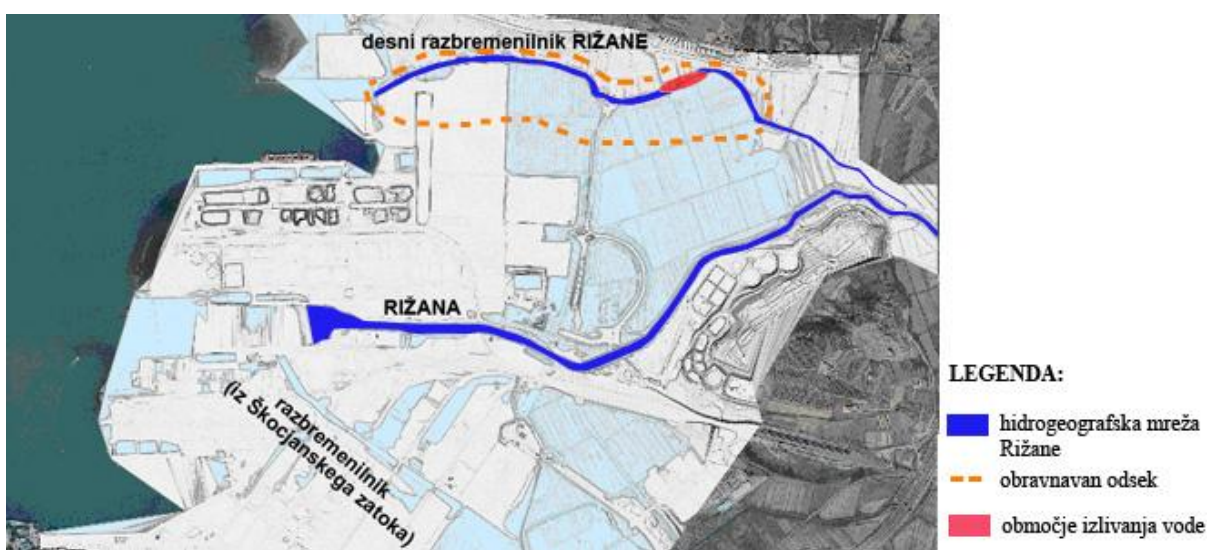 desni razbremenilnik RIŽANE
RIŽANA
razbremenilnik
(iz Škocjanskega zatoka)
LEGENDA:
hidrogeografska mreža
Rižane
obravnavan odsek
območje izlivanja vode